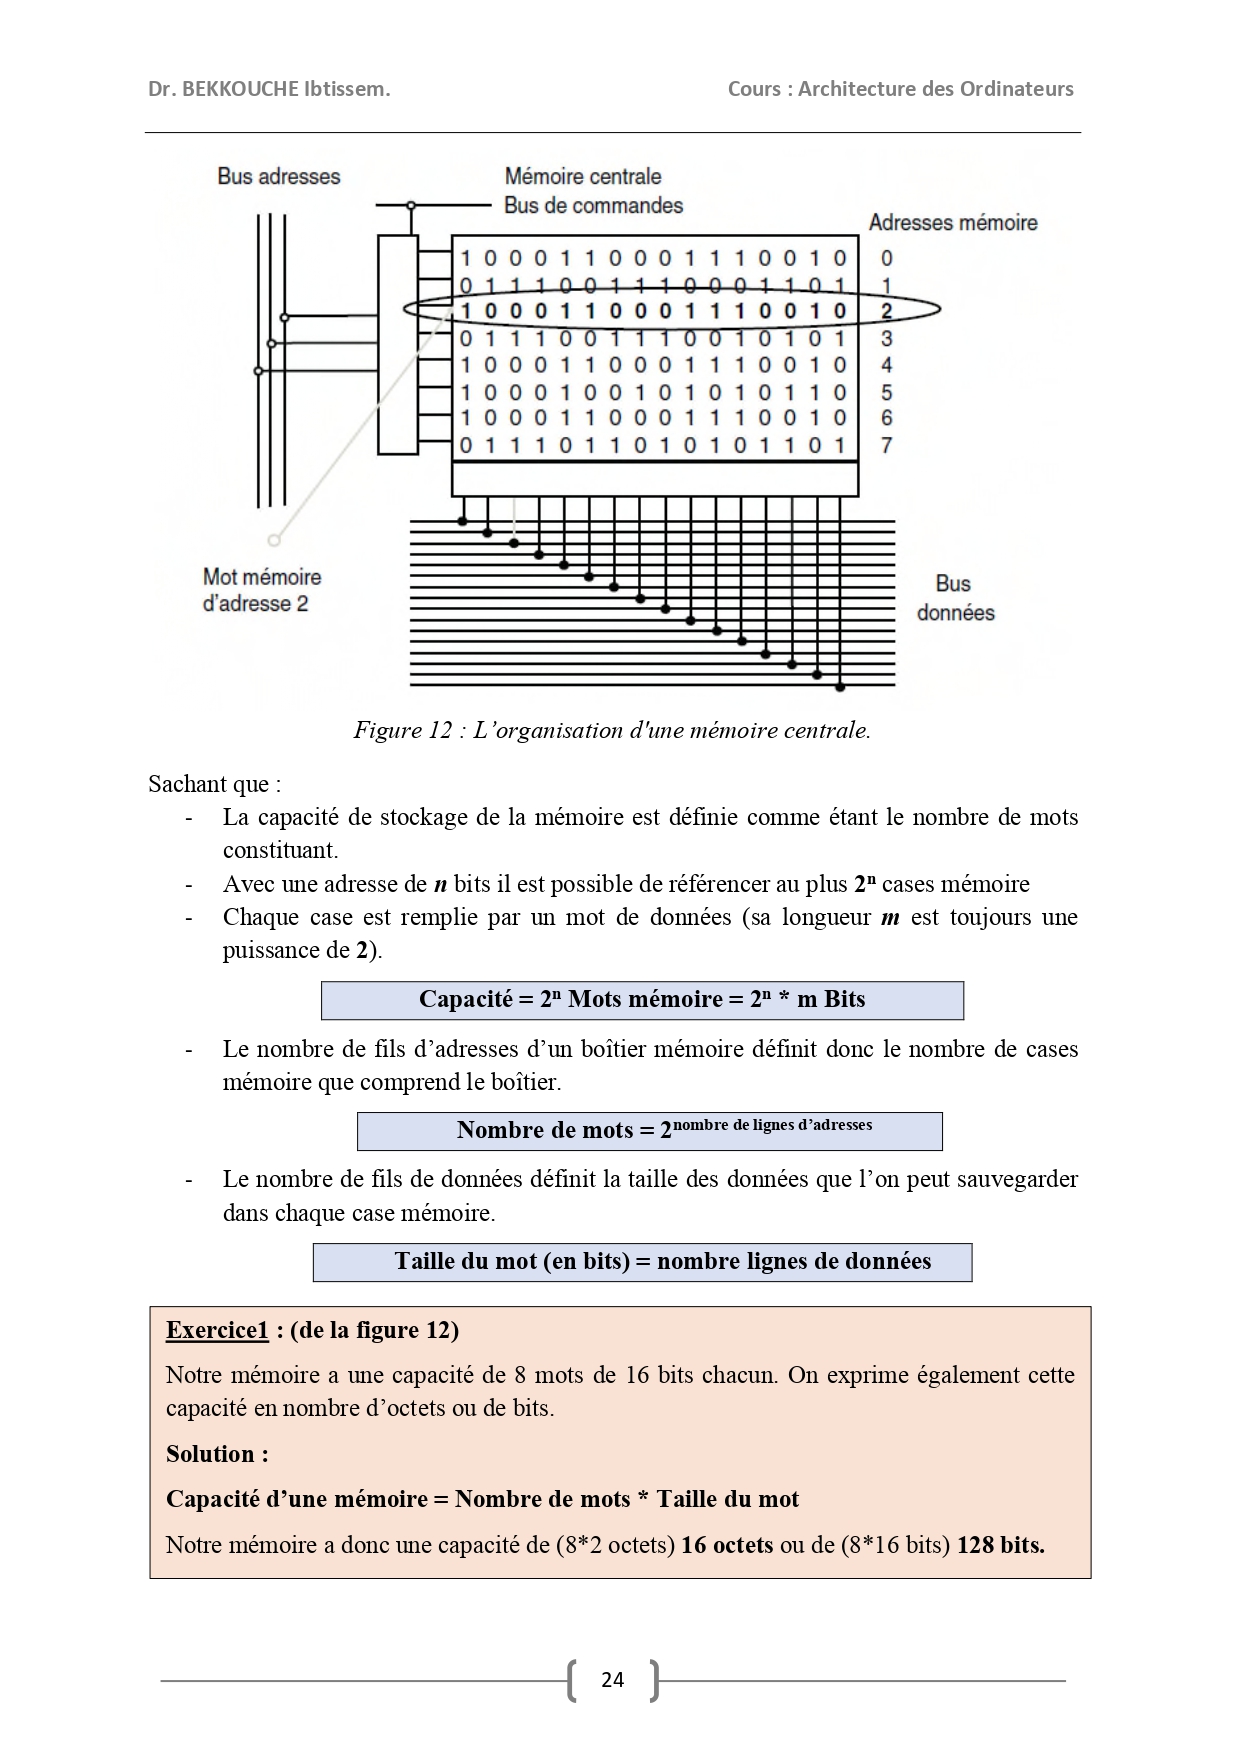 Dr. BEKKOUCHE Ibtissem. Cours : Architecture des Ordinateurs
Bus adresses
Mémoire centrale
Bus de commandes
Adresses mémoire
1 0 0 0 1 1 0 0 0 1 1 1 0 0 1 0 0
0 1 1 1 0 0 1 1 1 0 0 0 1 1 0 1 1
1 0 0 0 1 1 0 0 0 1 1 1 0 0 1 0 2
0 1 1 1 0 0 1 1 1 0 0 1 0 1 0 1 3
1 0 0 0 1 1 0 0 0 1 1 1 0 0 1 0 4
1 0 0 0 1 0 0 1 0 1 0 1 0 1 1 0 5
1 0 0 0 1 1 0 0 0 1 1 1 0 0 1 0 6
0 1 1 1 0 1 1 0 1 0 1 0 1 1 0 1 7
Mot mémoire
d'adresse 2
Bus
données
Figure 12 : L’organisation d'une mémoire centrale.
Sachant que :
- La capacité de stockage de la mémoire est définie comme étant le nombre de mots
constituant.
- Avec une adresse de n bits il est possible de référencer au plus 2ⁿ cases mémoire
- Chaque case est remplie par un mot de données (sa longueur m est toujours une
puissance de 2).
Capacité = 2ⁿ Mots mémoire = 2ⁿ * m Bits
- Le nombre de fils d’adresses d’un boîtier mémoire définit donc le nombre de cases
mémoire que comprend le boîtier.
Nombre de mots = 2nombre de lignes d’adresses
- Le nombre de fils de données définit la taille des données que l’on peut sauvegarder
dans chaque case mémoire.
Taille du mot (en bits) = nombre lignes de données
Exercice1 : (de la figure 12)
Notre mémoire a une capacité de 8 mots de 16 bits chacun. On exprime également cette
capacité en nombre d’octets ou de bits.
Solution :
Capacité d’une mémoire = Nombre de mots * Taille du mot
Notre mémoire a donc une capacité de (8*2 octets) 16 octets ou de (8*16 bits) 128 bits.
24